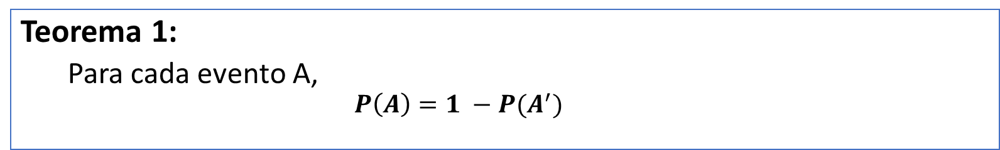 Teorema 1:
Para cada evento A,
P(A) = 1 − P(A′)